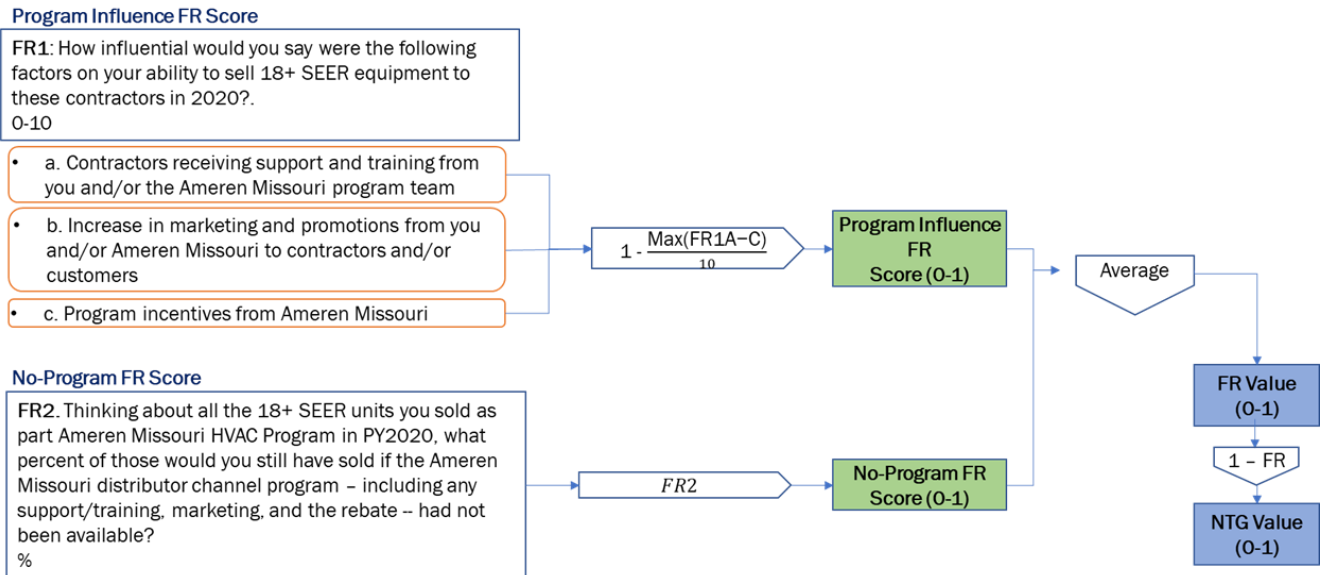 Program Influence FR Score
FR1: How influential would you say were the following
factors on your ability to sell 18+ SEER equipment to
these contractors in 2020?.
0-10
• a. Contractors receiving support and training from
you and/or the Ameren Missouri program team
• b. Increase in marketing and promotions from you
and/or Ameren Missouri to contractors and/or
customers
• c. Program incentives from Ameren Missouri
1 - Max(FR1A−C)
10
Program Influence
FR
Score (0-1)
Average
No-Program FR Score
FR2. Thinking about all the 18+ SEER units you sold as
part Ameren Missouri HVAC Program in PY2020, what
percent of those would you still have sold if the Ameren
Missouri distributor channel program – including any
support/training, marketing, and the rebate -- had not
been available?
%
FR2
No-Program FR
Score (0-1)
FR Value
(0-1)
1 – FR
NTG Value
(0-1)